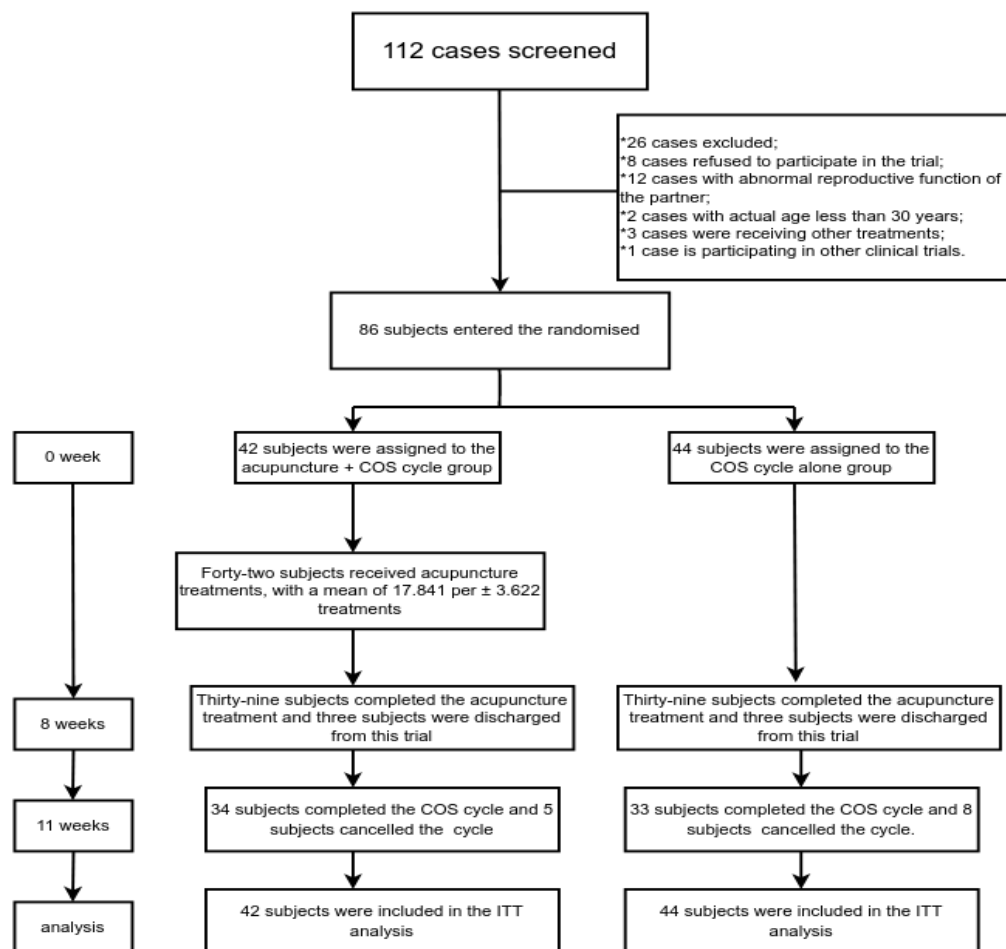 112 cases screened
*26 cases excluded;
*8 cases refused to participate in the trial;
*12 cases with abnormal reproductive function of
the partner;
*2 cases with actual age less than 30 years;
*3 cases were receiving other treatments;
*1 case is participating in other clinical trials.
86 subjects entered the randomised
0 week
42 subjects were assigned to the
acupuncture + COS cycle group
44 subjects were assigned to the
COS cycle alone group
Forty-two subjects received acupuncture
treatments, with a mean of 17.841 per ± 3.622
treatments
8 weeks
Thirty-nine subjects completed the acupuncture
treatment and three subjects were discharged
from this trial
Thirty-nine subjects completed the acupuncture
treatment and three subjects were discharged
from this trial
11 weeks
34 subjects completed the COS cycle and 5
subjects cancelled the cycle
33 subjects completed the COS cycle and 8
subjects cancelled the cycle.
analysis
42 subjects were included in the ITT
analysis
44 subjects were included in the ITT
analysis